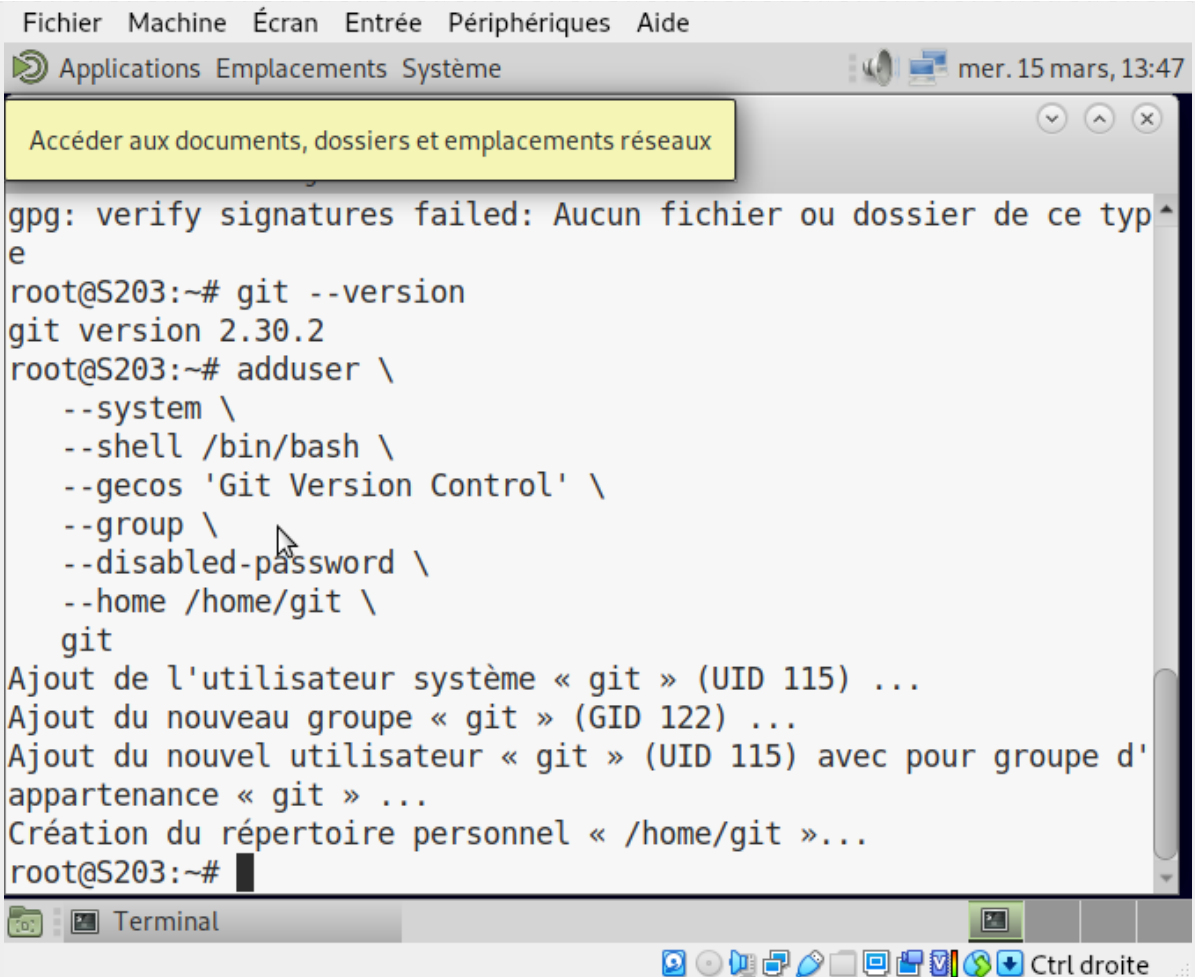 Fichier Machine Écran Entrée Périphériques Aide
Applications Emplacements Système mer. 15 mars, 13:47
Accéder aux documents, dossiers et emplacements réseaux
gpg: verify signatures failed: Aucun fichier ou dossier de ce typ
e
root@S203:~# git --version
git version 2.30.2
root@S203:~# adduser \
   --system \
   --shell /bin/bash \
   --gecos 'Git Version Control' \
   --group \
   --disabled-password \
   --home /home/git \
   git
Ajout de l'utilisateur système « git » (UID 115) ...
Ajout du nouveau groupe « git » (GID 122) ...
Ajout du nouvel utilisateur « git » (UID 115) avec pour groupe d'
appartenance « git » ...
Création du répertoire personnel « /home/git »...
root@S203:~#
Terminal
Ctrl droite